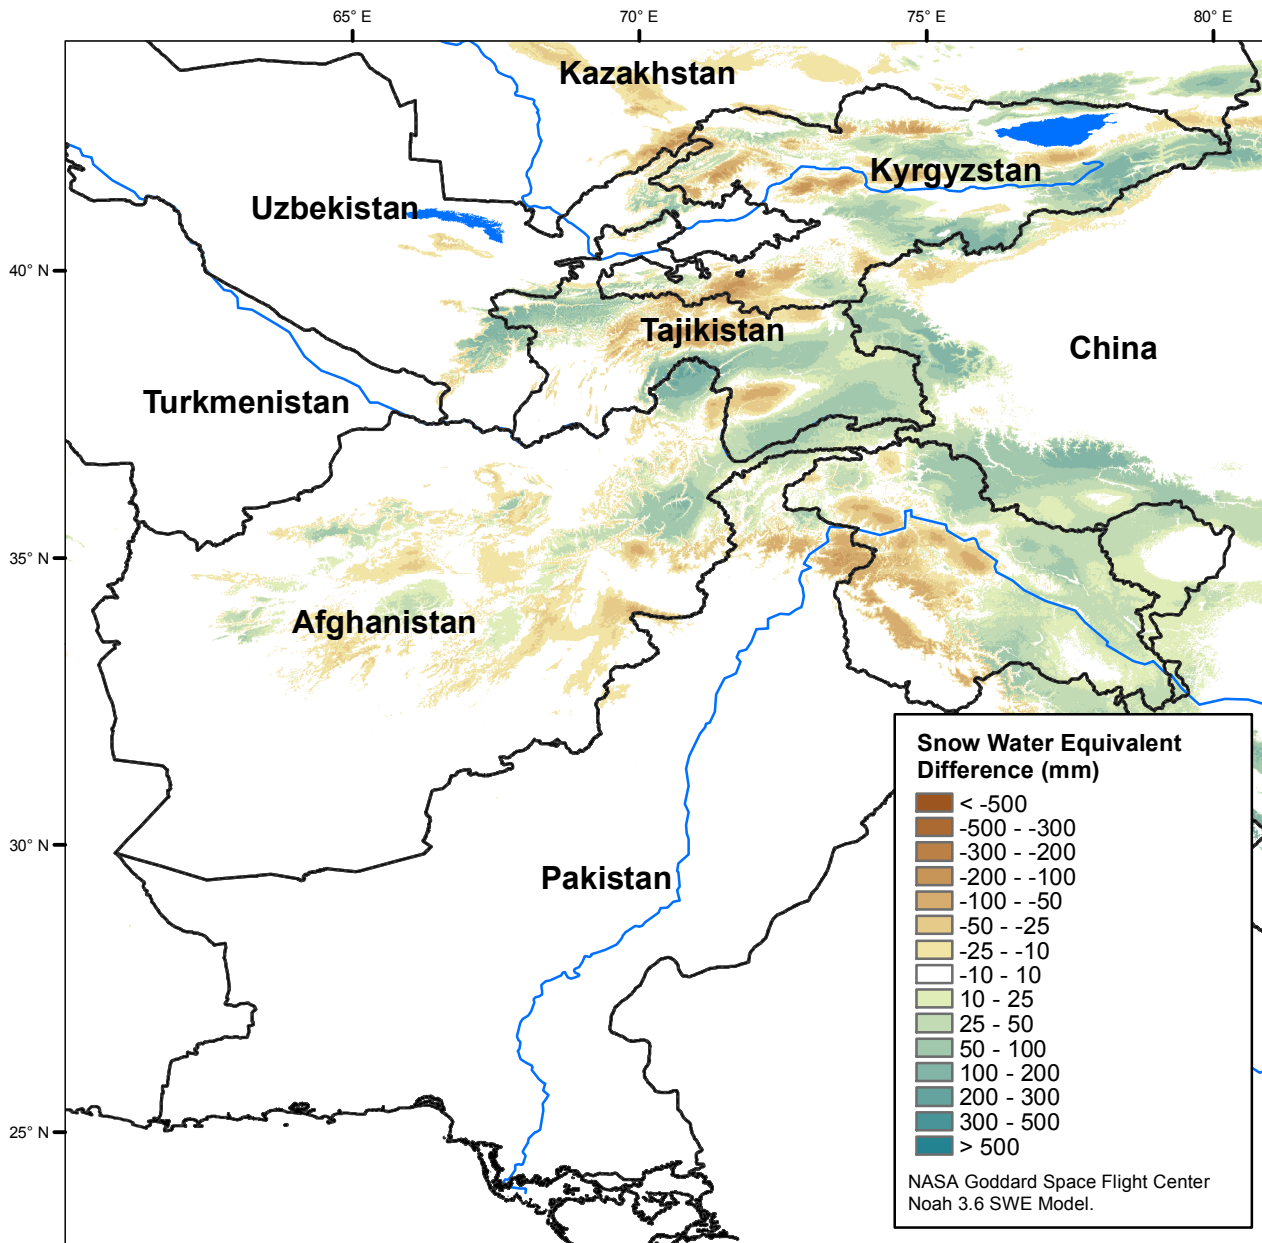 65° E
70° E
75° E
80° E
Kazakhstan
Kyrgyzstan
Uzbekistan
40° N
Tajikistan
China
Turkmenistan
35° N
Afghanistan
30° N
Pakistan
25° N
Snow Water Equivalent
Difference (mm)
< -500
-500 - -300
-300 - -200
-200 - -100
-100 - -50
-50 - -25
-25 - -10
-10 - 10
10 - 25
25 - 50
50 - 100
100 - 200
200 - 300
300 - 500
> 500
NASA Goddard Space Flight Center
Noah 3.6 SWE Model.